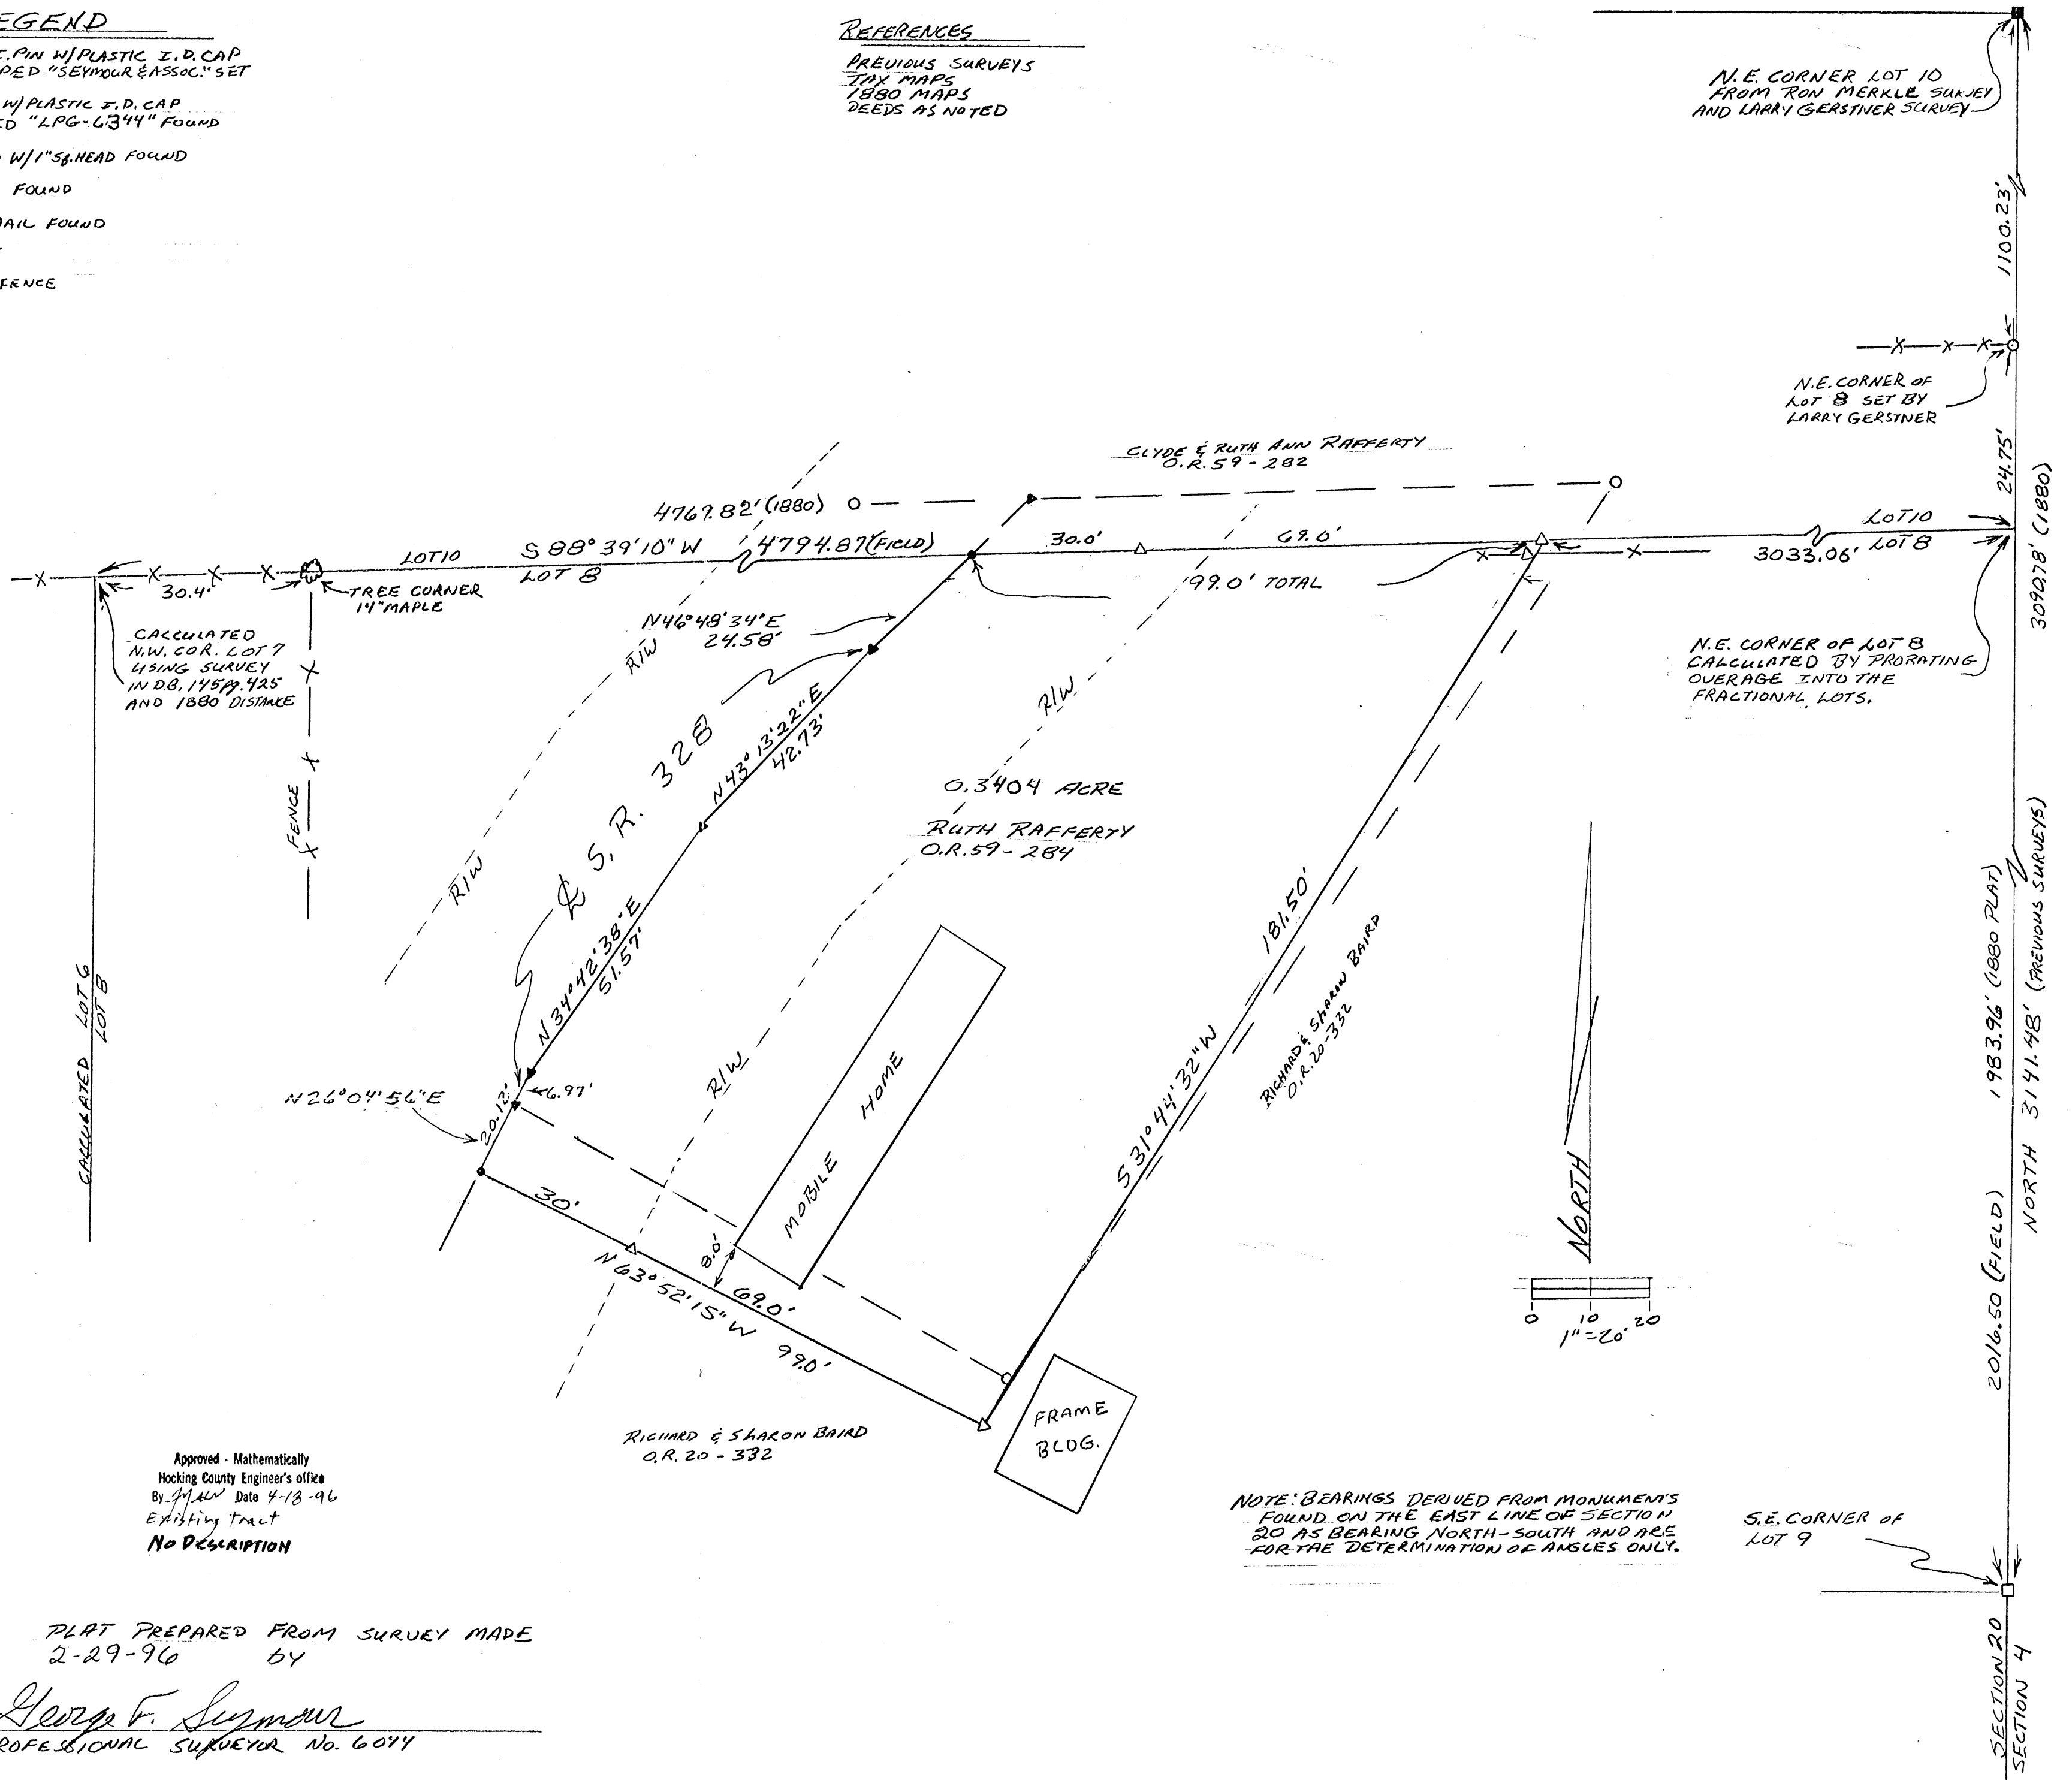 EGEND
I.PIN W/PLASTIC I.D.CAP
PED "SEYMOUR & ASSOC." SET
W/PLASTIC I.D. CAP
ED "LPG-6344" FOUND
W/1"SQ.HEAD FOUND
FOUND
NAIL FOUND
FENCE
REFERENCES
PREVIOUS SURVEYS
TAX MAPS
1880 MAPS
DEEDS AS NOTED
N.E. CORNER LOT 10
FROM RON MERKLE SURVEY
AND LARRY GERSTNER SURVEY
1100.23'
N.E. CORNER OF
LOT 8 SET BY
LARRY GERSTNER
24.75'
3090.78' (1880)
CLYDE & RUTH ANN RAFFERTY
O.R. 59-282
4769.82' (1880)
LOT 10
S 88° 39' 10" W
4794.87 (FIELD)
LOT 8
30.0'
69.0'
99.0' TOTAL
LOT 10
3033.06'
LOT 8
30.4'
TREE CORNER
14" MAPLE
CALCULATED
N.W. COR. LOT 7
USING SURVEY
IN D.B. 145 pg. 425
AND 1880 DISTANCE
N46°48'34"E
24.58'
R/W
N.E. CORNER OF LOT 8
CALCULATED BY PRORATING
OVERAGE INTO THE
FRACTIONAL LOTS.
R/W
N43°13'22"E
42.73'
FENCE
℄ S. R. 328
0.3404 ACRE
RUTH RAFFERTY
O.R. 59-284
R/W
N 34°42'38"E
51.57'
181.50'
S 31°44'32" W
RICHARD & SHARON BAIRD
O.R. 20-332
CALCULATED LOT 6
LOT 8
1983.96' (1880 PLAT)
2016.50 (FIELD)
NORTH 3141.48' (PREVIOUS SURVEYS)
R/W
MOBILE HOME
6.97'
20.12'
30'
8.0'
69.0'
N 63°52'15" W 99.0'
NORTH
0 10 20
1"=20'
FRAME
BLDG.
RICHARD & SHARON BAIRD
O.R. 20-332
Approved - Mathematically
Hocking County Engineer's office
By Date 4-18-96
Existing tract
No DESCRIPTION
NOTE: BEARINGS DERIVED FROM MONUMENTS
FOUND ON THE EAST LINE OF SECTION
20 AS BEARING NORTH-SOUTH AND ARE
FOR THE DETERMINATION OF ANGLES ONLY.
S.E. CORNER OF
LOT 9
PLAT PREPARED FROM SURVEY MADE
2-29-96 by
George F. Seymour
ROFESSIONAL SURVEYOR No. 6044
SECTION 20
SECTION 4